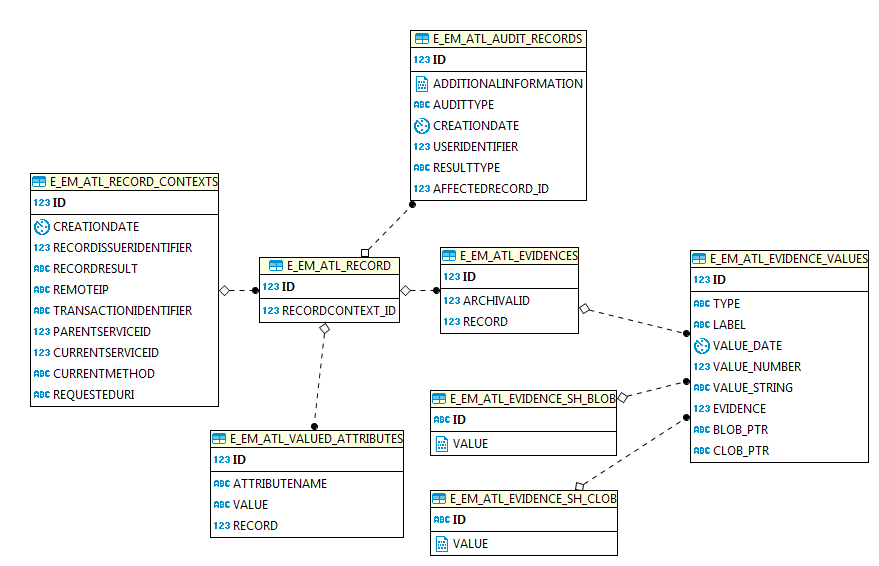 E_EM_ATL_AUDIT_RECORDS
123 ID
ADDITIONALINFORMATION
ABC AUDITTYPE
CREATIONDATE
123 USERIDENTIFIER
ABC RESULTTYPE
123 AFFECTEDRECORD_ID
E_EM_ATL_RECORD_CONTEXTS
123 ID
CREATIONDATE
123 RECORDISSUERIDENTIFIER
ABC RECORDRESULT
ABC REMOTEIP
ABC TRANSACTIONIDENTIFIER
123 PARENTSERVICEID
123 CURRENTSERVICEID
ABC CURRENTMETHOD
ABC REQUESTEDURI
E_EM_ATL_RECORD
123 ID
123 RECORDCONTEXT_ID
E_EM_ATL_EVIDENCES
123 ID
123 ARCHIVALID
123 RECORD
E_EM_ATL_EVIDENCE_VALUES
123 ID
ABC TYPE
ABC LABEL
VALUE_DATE
123 VALUE_NUMBER
ABC VALUE_STRING
123 EVIDENCE
ABC BLOB_PTR
ABC CLOB_PTR
E_EM_ATL_EVIDENCE_SH_BLOB
ABC ID
VALUE
E_EM_ATL_VALUED_ATTRIBUTES
123 ID
ABC ATTRIBUTENAME
ABC VALUE
123 RECORD
E_EM_ATL_EVIDENCE_SH_CLOB
ABC ID
VALUE